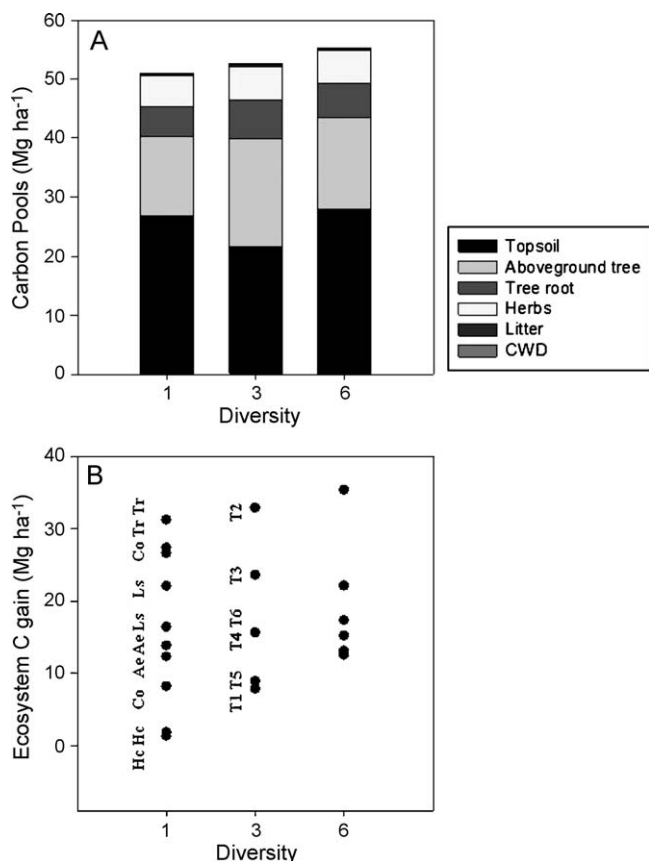 A
Carbon Pools (Mg ha⁻¹)
60
50
40
30
20
10
0
1 3 6
Diversity
Topsoil
Aboveground tree
Tree root
Herbs
Litter
CWD
B
Ecosystem C gain (Mg ha⁻¹)
40
30
20
10
0
Hc Hc Co Ae Ae Ls Ls Co Tr Tr
T1 T5 T4 T6 T3 T2
1 3 6
Diversity